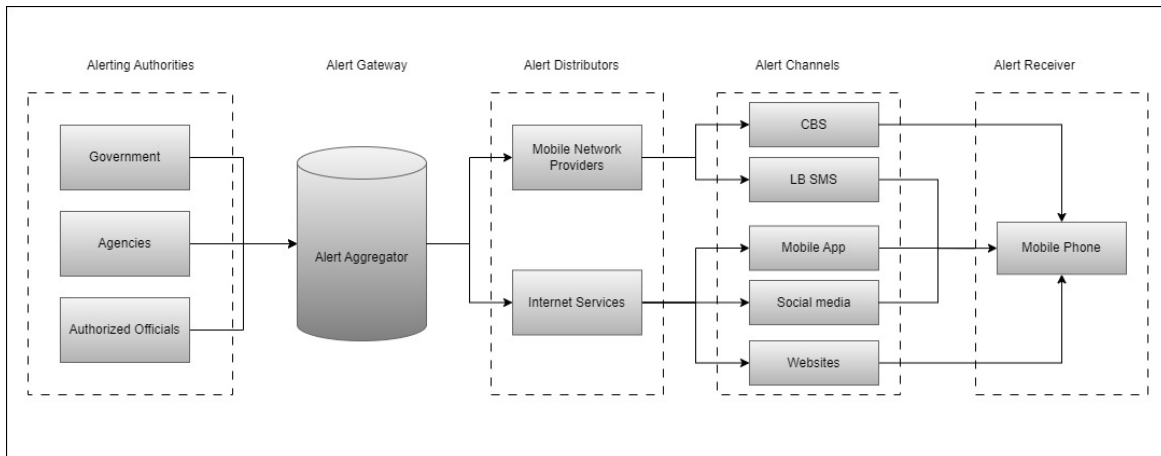 Alerting Authorities
Alert Gateway
Alert Distributors
Alert Channels
Alert Receiver
Government
Agencies
Authorized Officials
Alert Aggregator
Mobile Network
Providers
Internet Services
CBS
LB SMS
Mobile App
Social media
Websites
Mobile Phone